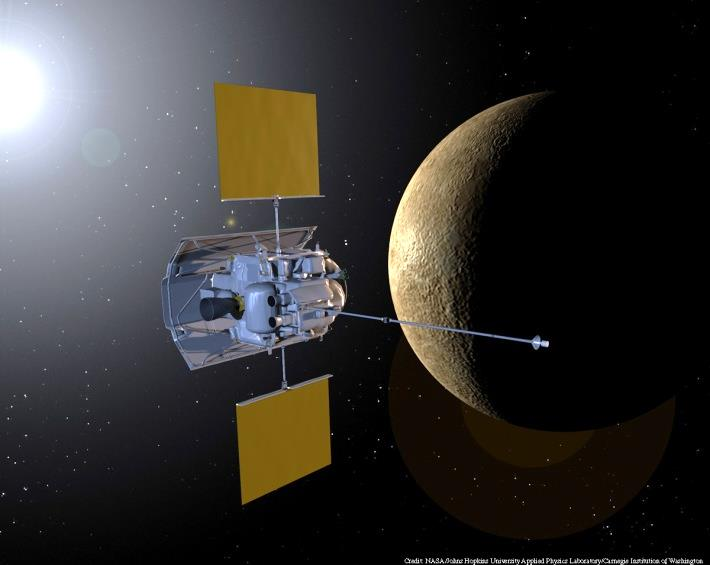 Credit: NASA/Johns Hopkins University Applied Physics Laboratory/Carnegie Institution of Washington